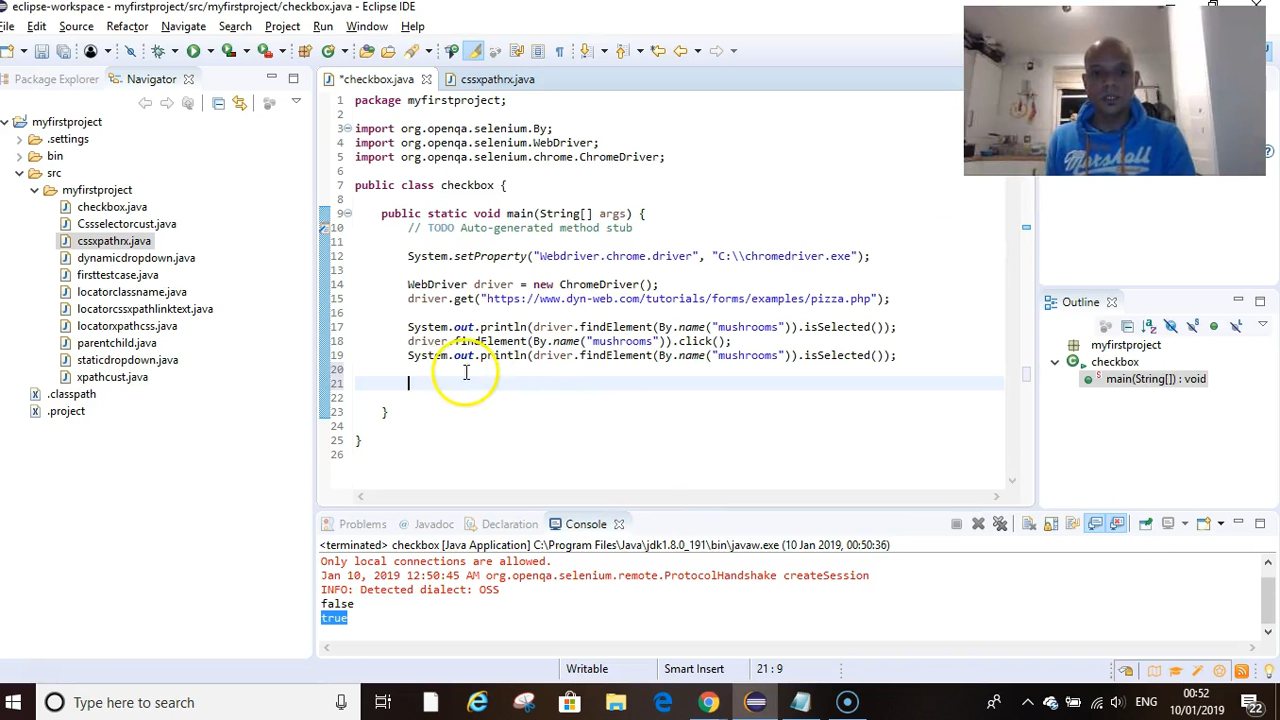 eclipse-workspace - myfirstproject/src/myfirstproject/checkbox.java - Eclipse IDE
File Edit Source Refactor Navigate Search Project Run Window Help
Package Explorer
Navigator
*checkbox.java
cssxpathrx.java
myfirstproject
.settings
bin
src
myfirstproject
checkbox.java
Cssselectorcust.java
cssxpathrx.java
dynamicdropdown.java
firsttestcase.java
locatorclassname.java
locatorcssxpathlinktext.java
locatorxpathcss.java
parentchild.java
staticdropdown.java
xpathcust.java
.classpath
.project
1 package myfirstproject;
2
3 import org.openqa.selenium.By;
4 import org.openqa.selenium.WebDriver;
5 import org.openqa.selenium.chrome.ChromeDriver;
6
7 public class checkbox {
8
9 public static void main(String[] args) {
10 // TODO Auto-generated method stub
11
12 System.setProperty("Webdriver.chrome.driver", "C:\\chromedriver.exe");
13
14 WebDriver driver = new ChromeDriver();
15 driver.get("https://www.dyn-web.com/tutorials/forms/examples/pizza.php");
16
17 System.out.println(driver.findElement(By.name("mushrooms")).isSelected());
18 driver.findElement(By.name("mushrooms")).click();
19 System.out.println(driver.findElement(By.name("mushrooms")).isSelected());
20
21
22
23 }
24
25 }
26
Marshall
Outline
myfirstproject
checkbox
main(String[]) : void
Problems
Javadoc
Declaration
Console
<terminated> checkbox [Java Application] C:\Program Files\Java\jdk1.8.0_191\bin\javaw.exe (10 Jan 2019, 00:50:36)
Only local connections are allowed.
Jan 10, 2019 12:50:45 AM org.openqa.selenium.remote.ProtocolHandshake createSession
INFO: Detected dialect: OSS
false
true
Writable
Smart Insert
21 : 9
Type here to search
ENG
00:52
10/01/2019
22